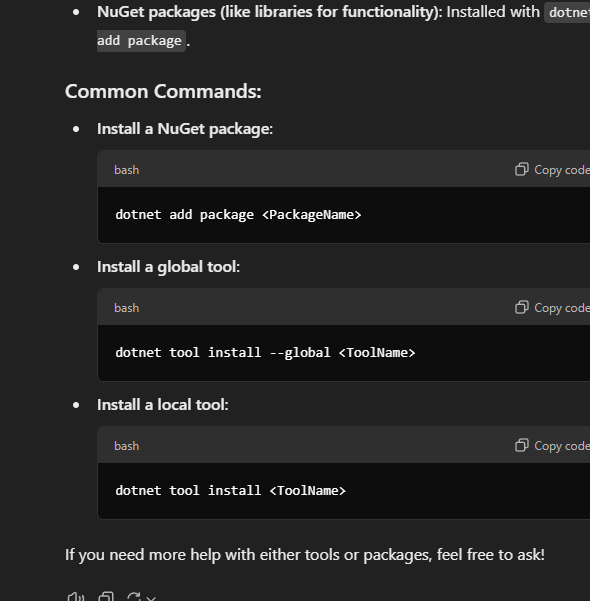 NuGet packages (like libraries for functionality): Installed with
add package.
Common Commands:
Install a NuGet package:
bash Copy code
dotnet add package <PackageName>
Install a global tool:
bash Copy code
dotnet tool install --global <ToolName>
Install a local tool:
bash Copy code
dotnet tool install <ToolName>
If you need more help with either tools or packages, feel free to ask!